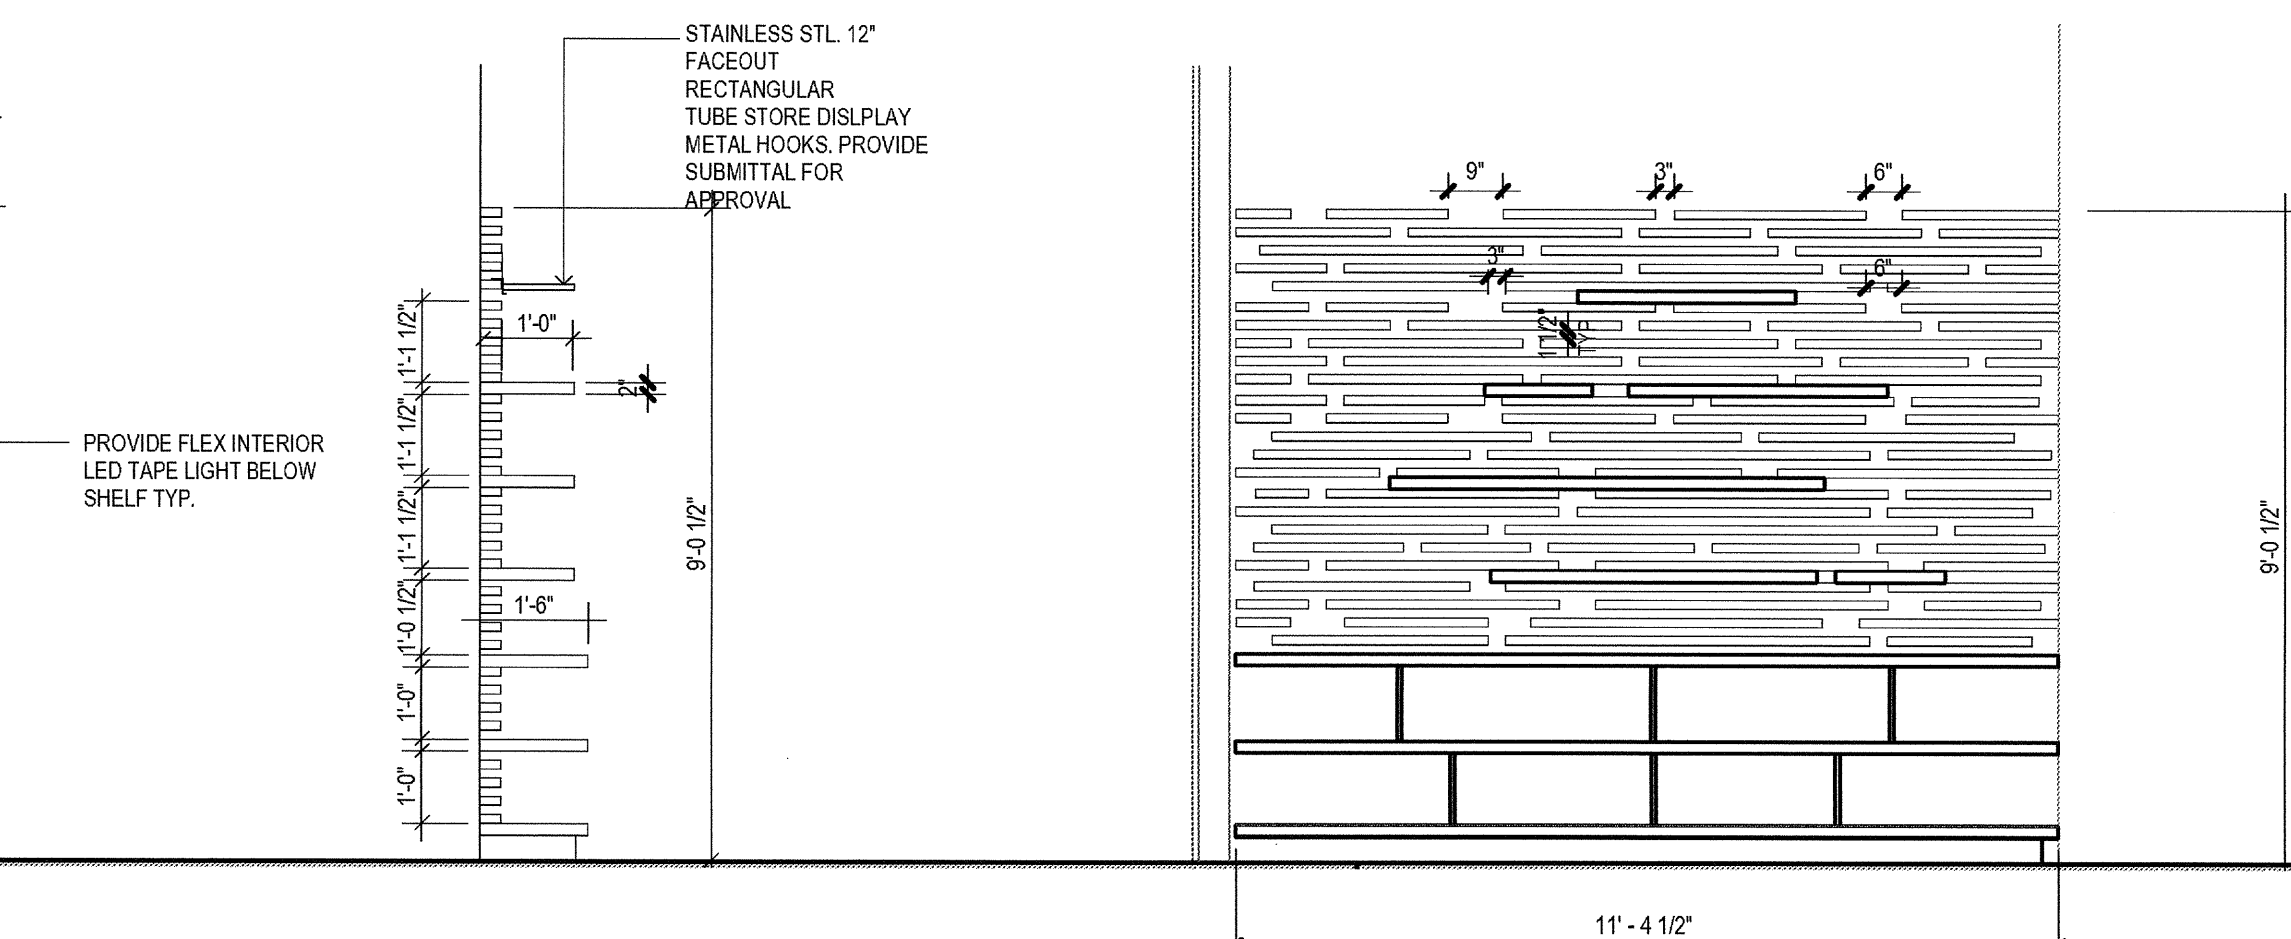 STAINLESS STL. 12"
FACEOUT
RECTANGULAR
TUBE STORE DISLPLAY
METAL HOOKS. PROVIDE
SUBMITTAL FOR
APPROVAL
9"
3"
6"
3"
6"
1'-1 1/2"
1'-0"
1 1/2"
TYP
2"
1'-1 1/2"
PROVIDE FLEX INTERIOR
LED TAPE LIGHT BELOW
SHELF TYP.
1'-1 1/2"
9'-0 1/2"
9'-0 1/2"
1'-0 1/2"
1'-6"
1'-0"
1'-0"
11' - 4 1/2"